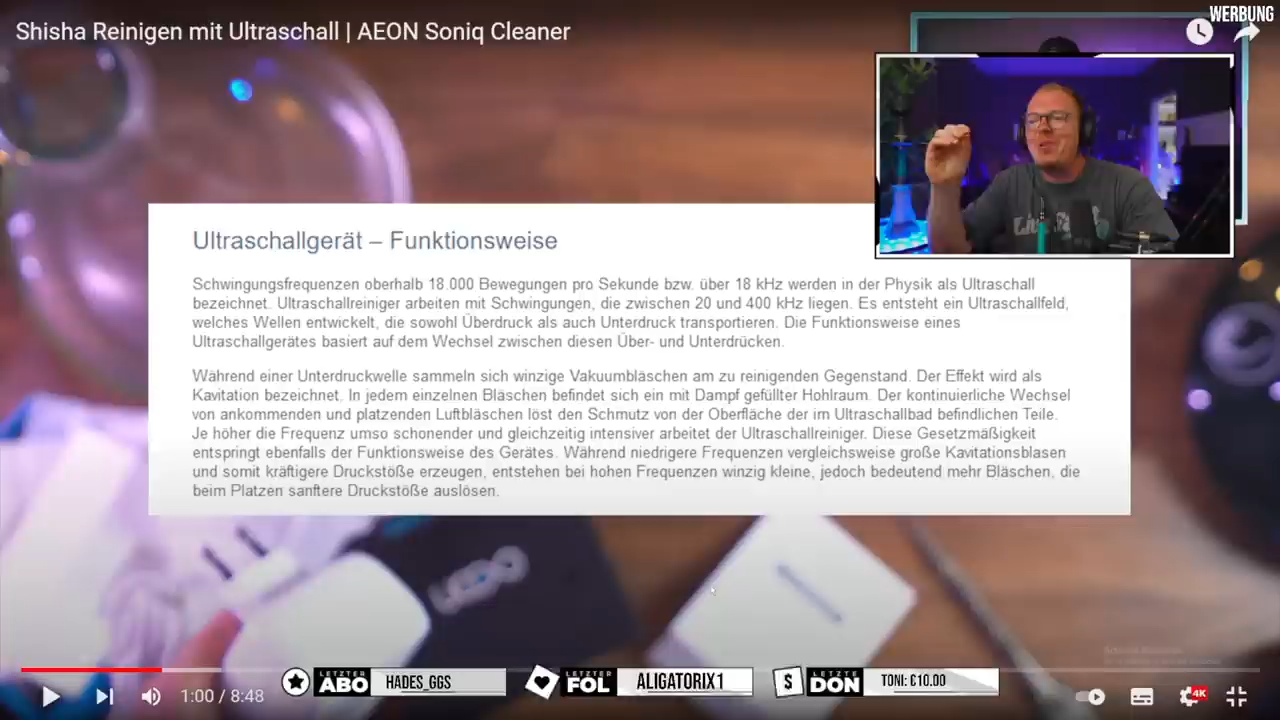 Shisha Reinigen mit Ultraschall | AEON Soniq Cleaner
WERBUNG
Ultraschallgerät – Funktionsweise
Schwingungsfrequenzen oberhalb 18.000 Bewegungen pro Sekunde bzw. über 18 kHz werden in der Physik als Ultraschall
bezeichnet. Ultraschallreiniger arbeiten mit Schwingungen, die zwischen 20 und 400 kHz liegen. Es entsteht ein Ultraschallfeld,
welches Wellen entwickelt, die sowohl Überdruck als auch Unterdruck transportieren. Die Funktionsweise eines
Ultraschallgerätes basiert auf dem Wechsel zwischen diesen Über- und Unterdrücken.
Während einer Unterdruckwelle sammeln sich winzige Vakuumbläschen am zu reinigenden Gegenstand. Der Effekt wird als
Kavitation bezeichnet. In jedem einzelnen Bläschen befindet sich ein mit Dampf gefüllter Hohlraum. Der kontinuierliche Wechsel
von ankommenden und platzenden Luftbläschen löst den Schmutz von der Oberfläche der im Ultraschallbad befindlichen Teile.
Je höher die Frequenz umso schonender und gleichzeitig intensiver arbeitet der Ultraschallreiniger. Diese Gesetzmäßigkeit
entspringt ebenfalls der Funktionsweise des Gerätes. Während niedrigere Frequenzen vergleichsweise große Kavitationsblasen
und somit kräftigere Druckstöße erzeugen, entstehen bei hohen Frequenzen winzig kleine, jedoch bedeutend mehr Bläschen, die
beim Platzen sanftere Druckstöße auslösen.
LETZTER
ABO
HADES_GGS
LETZTER
FOL
ALIGATORIX1
$
LETZTER
DON
TONI: €10.00
1:00 / 8:48
4K